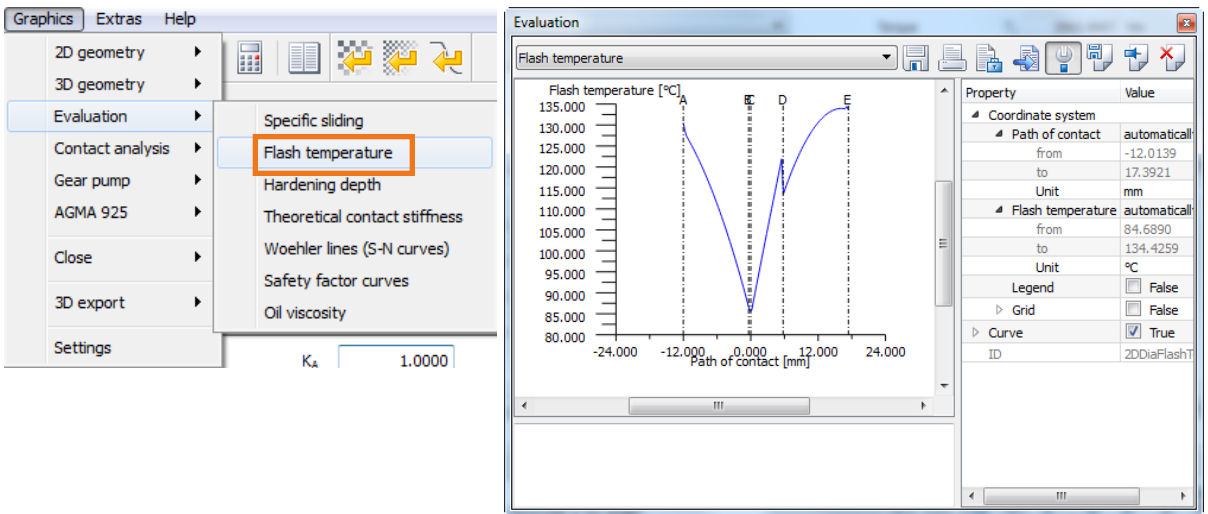 Graphics Extras Help
2D geometry
3D geometry
Evaluation
Contact analysis
Gear pump
AGMA 925
Close
3D export
Settings
Specific sliding
Flash temperature
Hardening depth
Theoretical contact stiffness
Woehler lines (S-N curves)
Safety factor curves
Oil viscosity
KA 1.0000
Evaluation
Flash temperature
Flash temperature [°C]
A B C D E
135.000
130.000
125.000
120.000
115.000
110.000
105.000
100.000
95.000
90.000
85.000
80.000
-24.000 -12.000 0.000 12.000 24.000
Path of contact [mm]
Property Value
Coordinate system
Path of contact automatically
from -12.0139
to 17.3921
Unit mm
Flash temperature automatically
from 84.6890
to 134.4259
Unit °C
Legend False
Grid False
Curve True
ID 2DDiaFlashT